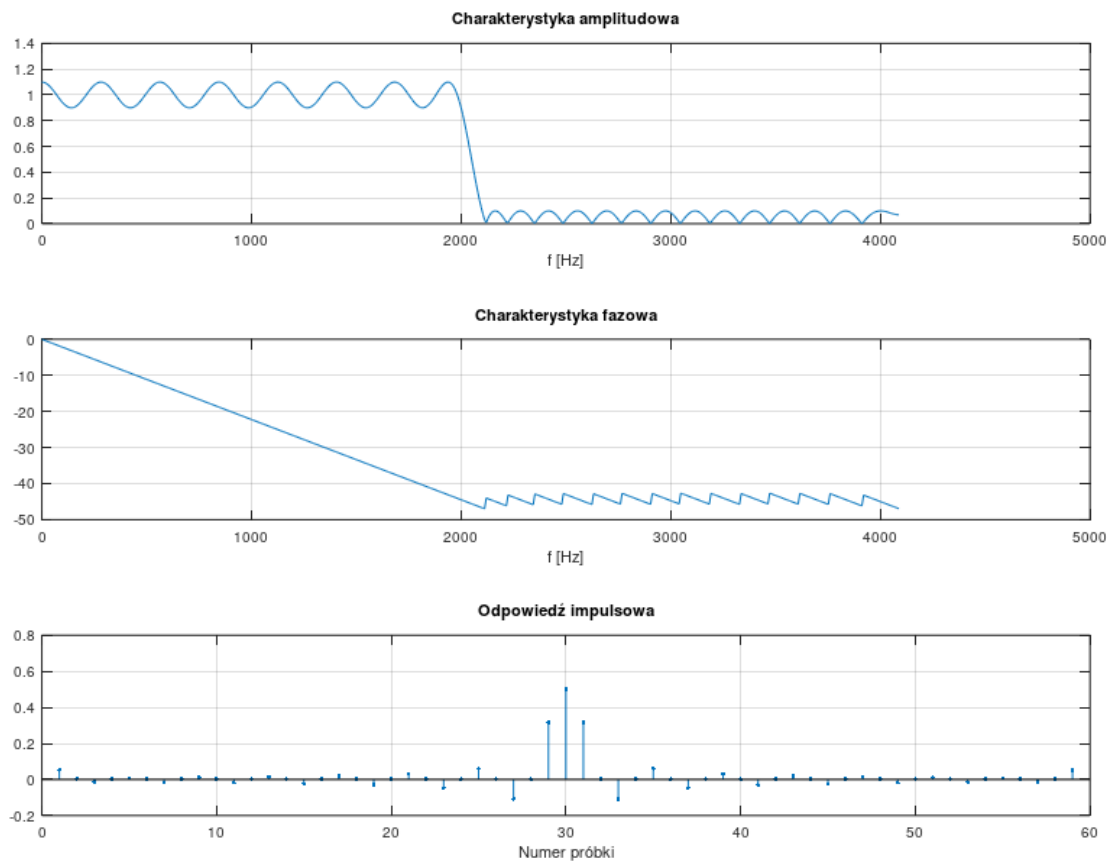 Charakterystyka amplitudowa
1.4
1.2
1
0.8
0.6
0.4
0.2
0
0 1000 2000 3000 4000 5000
f [Hz]
Charakterystyka fazowa
0
-10
-20
-30
-40
-50
0 1000 2000 3000 4000 5000
f [Hz]
Odpowiedź impulsowa
0.8
0.6
0.4
0.2
0
-0.2
0 10 20 30 40 50 60
Numer próbki